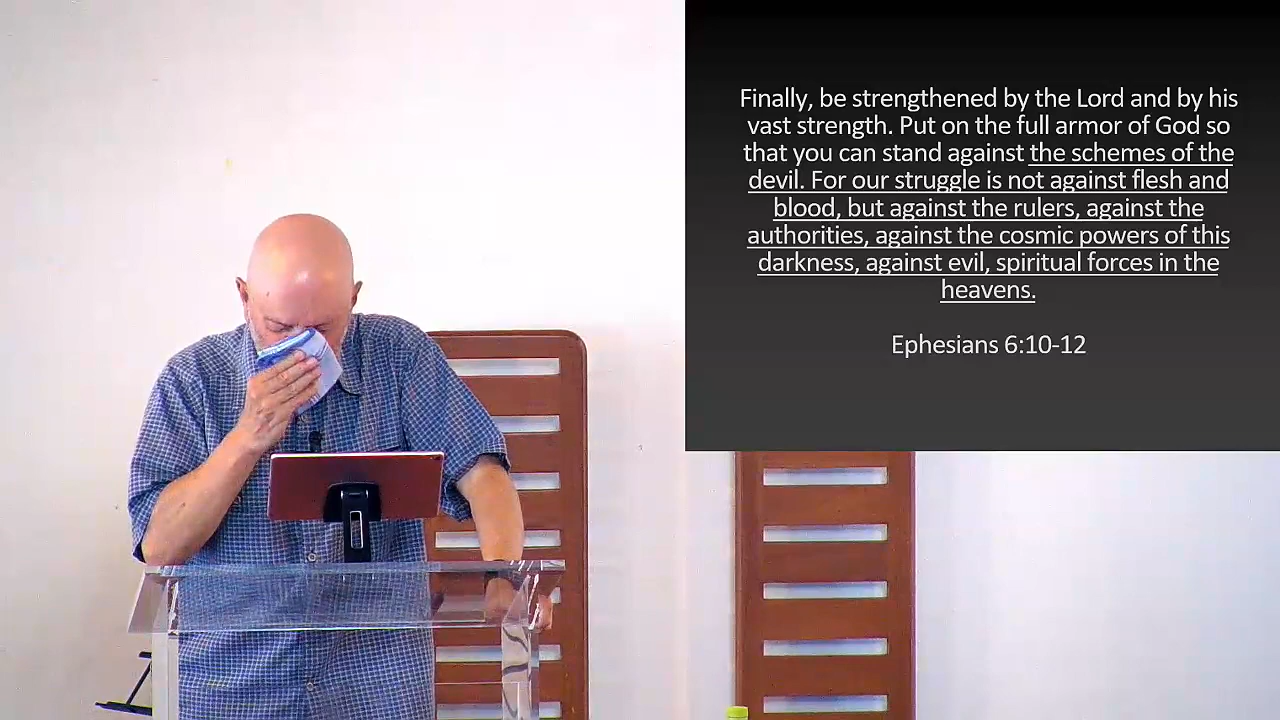 Finally, be strengthened by the Lord and by his
vast strength. Put on the full armor of God so
that you can stand against the schemes of the
devil. For our struggle is not against flesh and
blood, but against the rulers, against the
authorities, against the cosmic powers of this
darkness, against evil, spiritual forces in the
heavens.
Ephesians 6:10-12